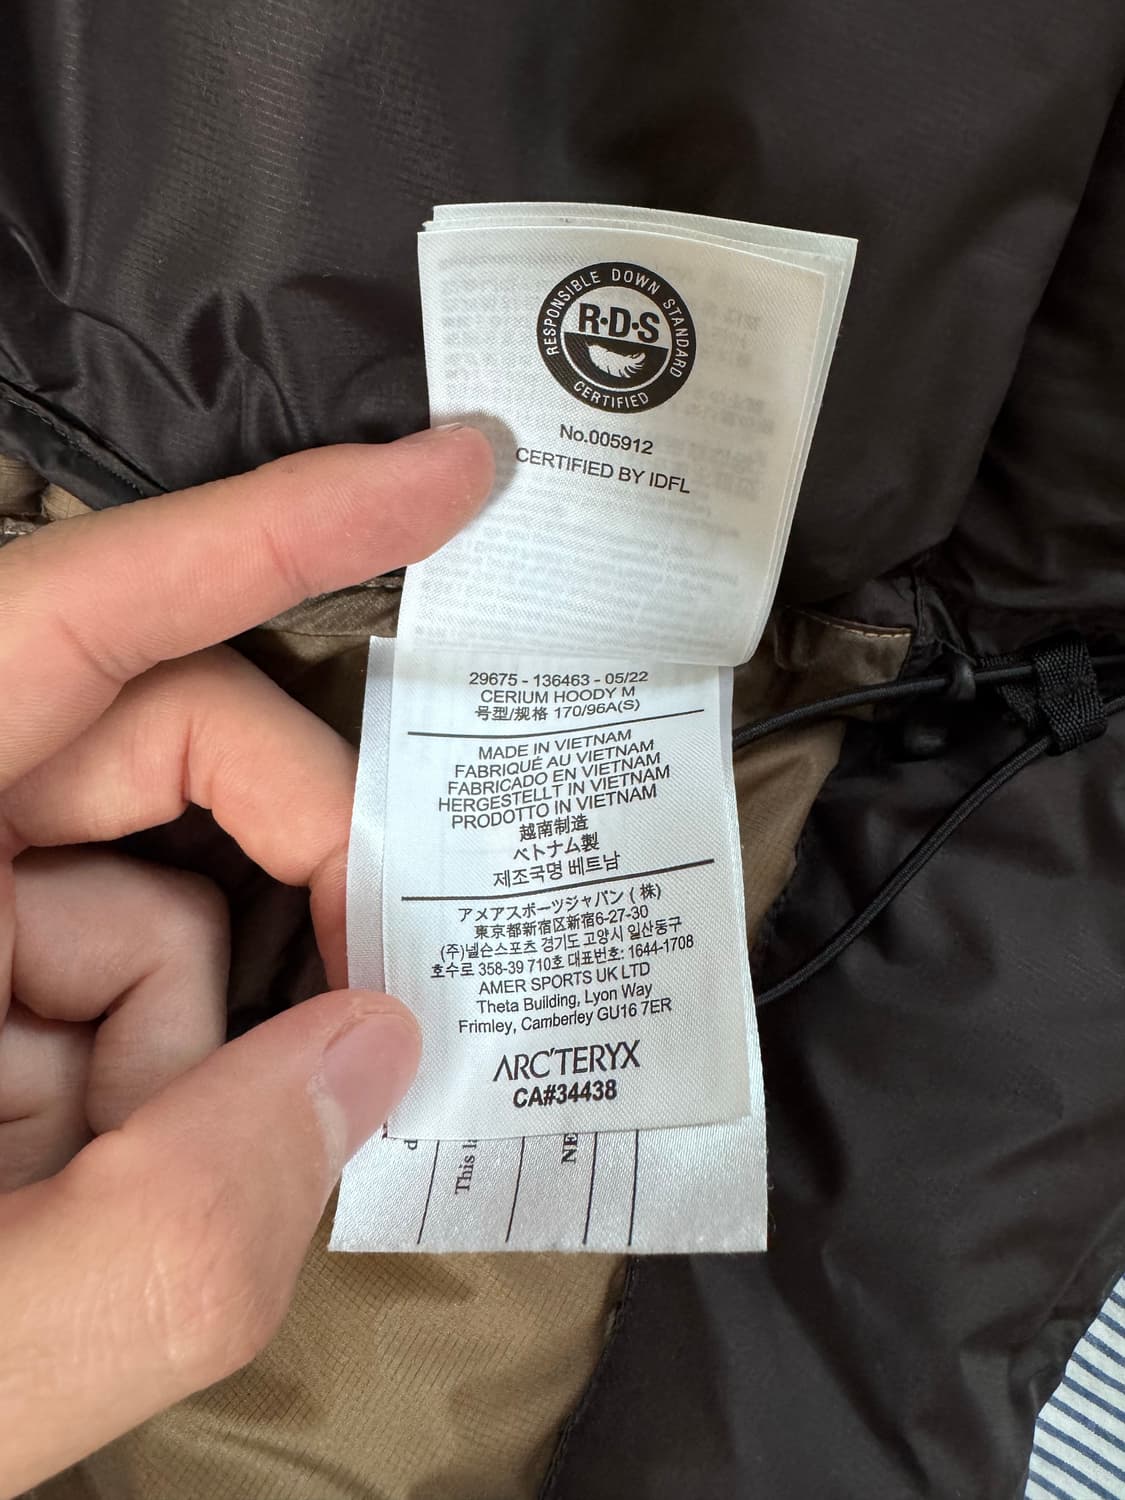 RESPONSIBLE DOWN STANDARD
R·D·S
CERTIFIED
No.005912
CERTIFIED BY IDFL
29675 - 136463 - 05/22
CERIUM HOODY M
号型/规格 170/96A(S)
MADE IN VIETNAM
FABRIQUÉ AU VIETNAM
FABRICADO EN VIETNAM
HERGESTELLT IN VIETNAM
PRODOTTO IN VIETNAM
越南制造
ベトナム製
제조국명 베트남
アメアスポーツジャパン ( 株)
東京都新宿区新宿6-27-30
(주)넬슨스포츠 경기도 고양시 일산동구
호수로 358-39 710호 대표번호: 1644-1708
AMER SPORTS UK LTD
Theta Building, Lyon Way
Frimley, Camberley GU16 7ER
ARC'TERYX
CA#34438
This
NE